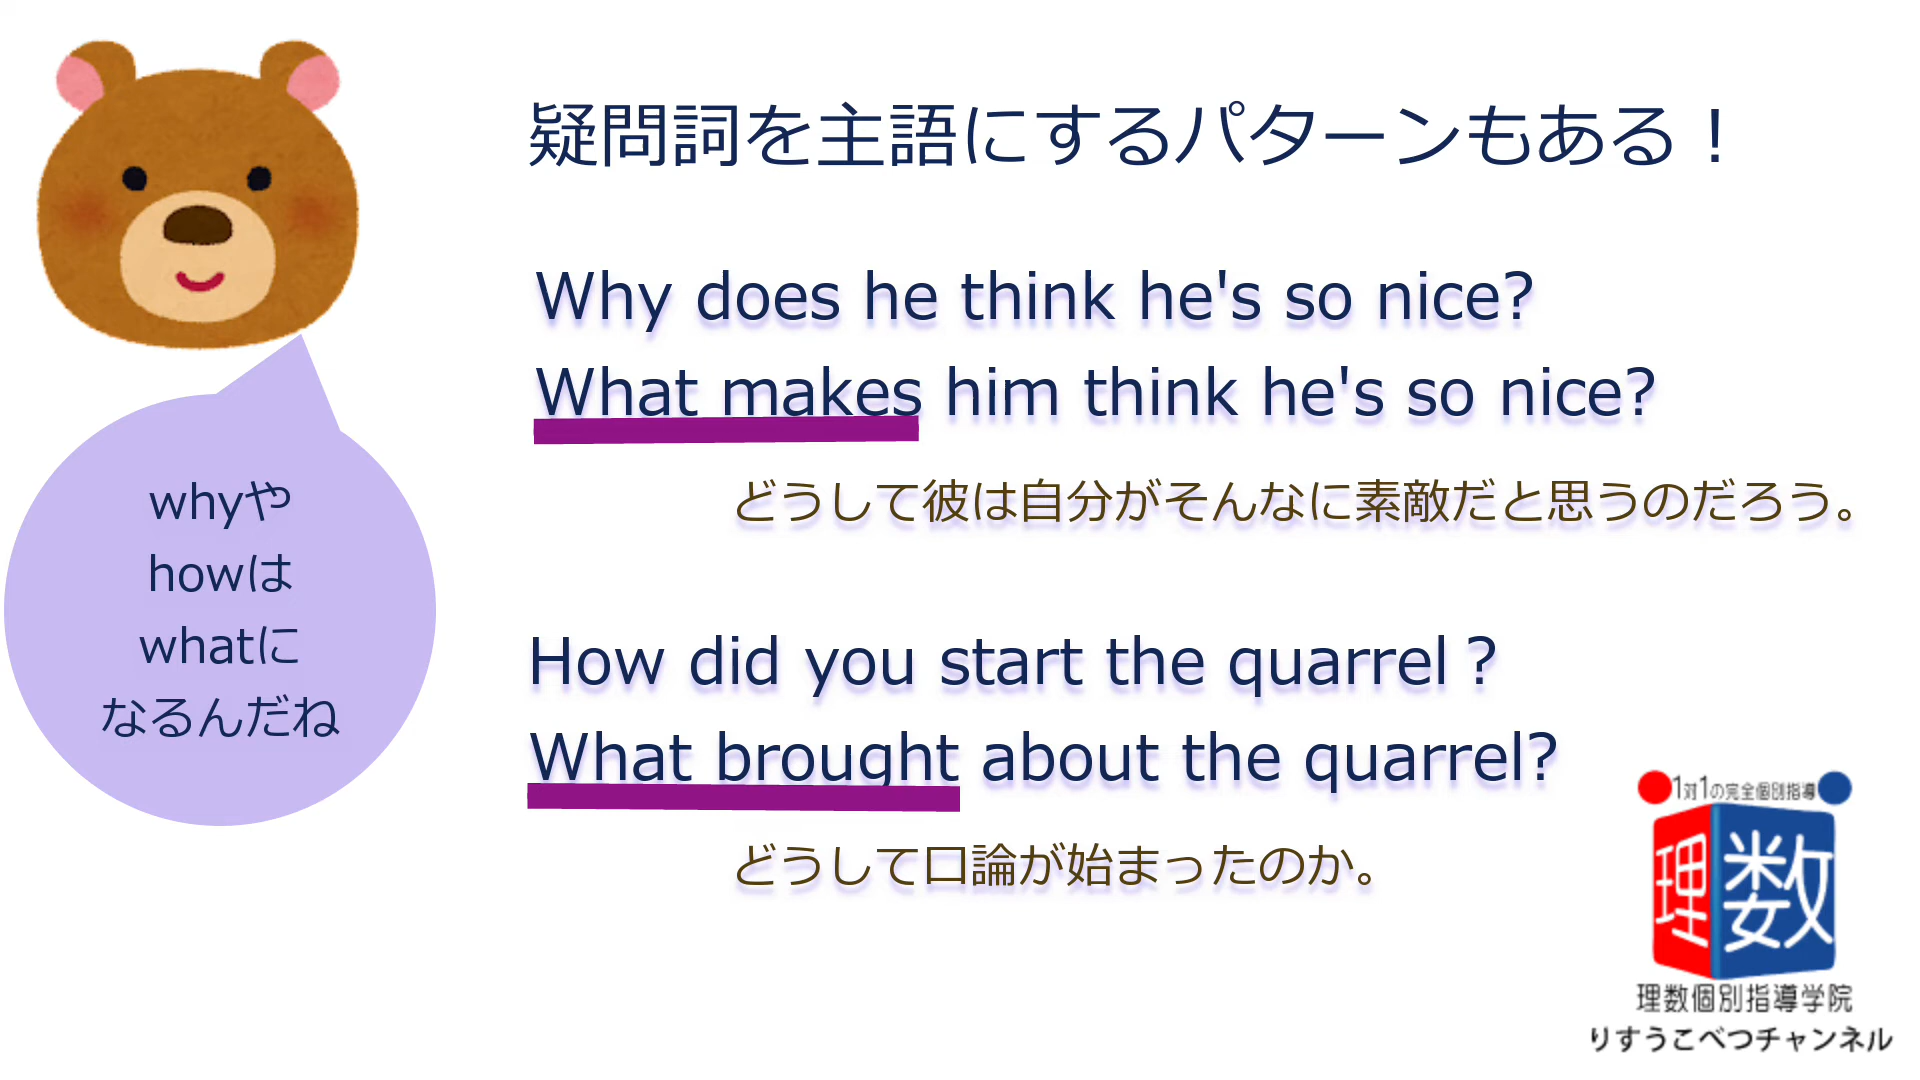 疑問詞を主語にするパターンもある！
Why does he think he's so nice?
What makes him think he's so nice?
どうして彼は自分がそんなに素敵だと思うのだろう。
How did you start the quarrel？
What brought about the quarrel?
どうして口論が始まったのか。
whyや
howは
whatに
なるんだね
1対1の完全個別指導
理数
理数個別指導学院
りすうこべつチャンネル